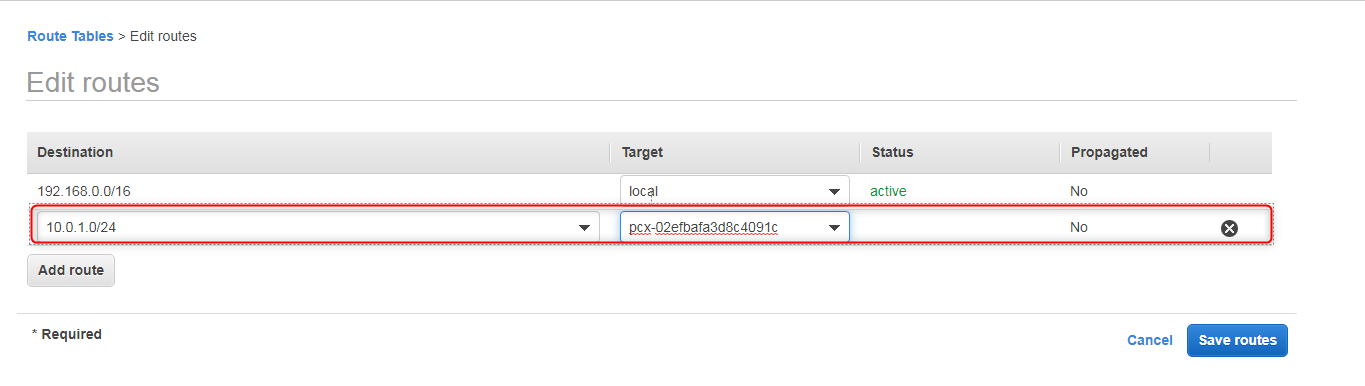 Route Tables > Edit routes
Edit routes
Destination Target Status Propagated
192.168.0.0/16 local active No
10.0.1.0/24 pcx-02efbafa3d8c4091c No
Add route
* Required
Cancel Save routes